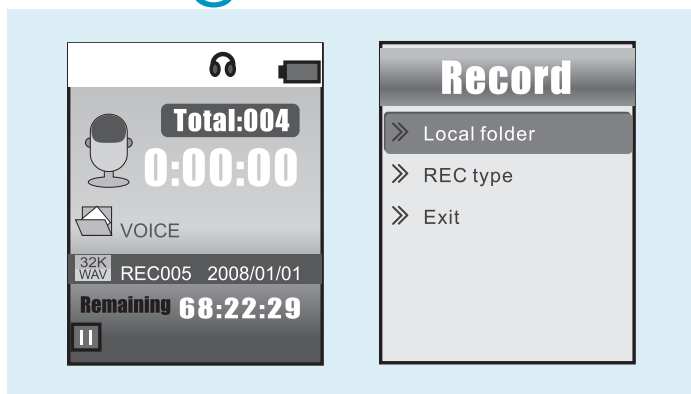 Total:004
0:00:00
VOICE
32K
WAV
REC005 2008/01/01
Remaining 68:22:29
Record
Local folder
REC type
Exit